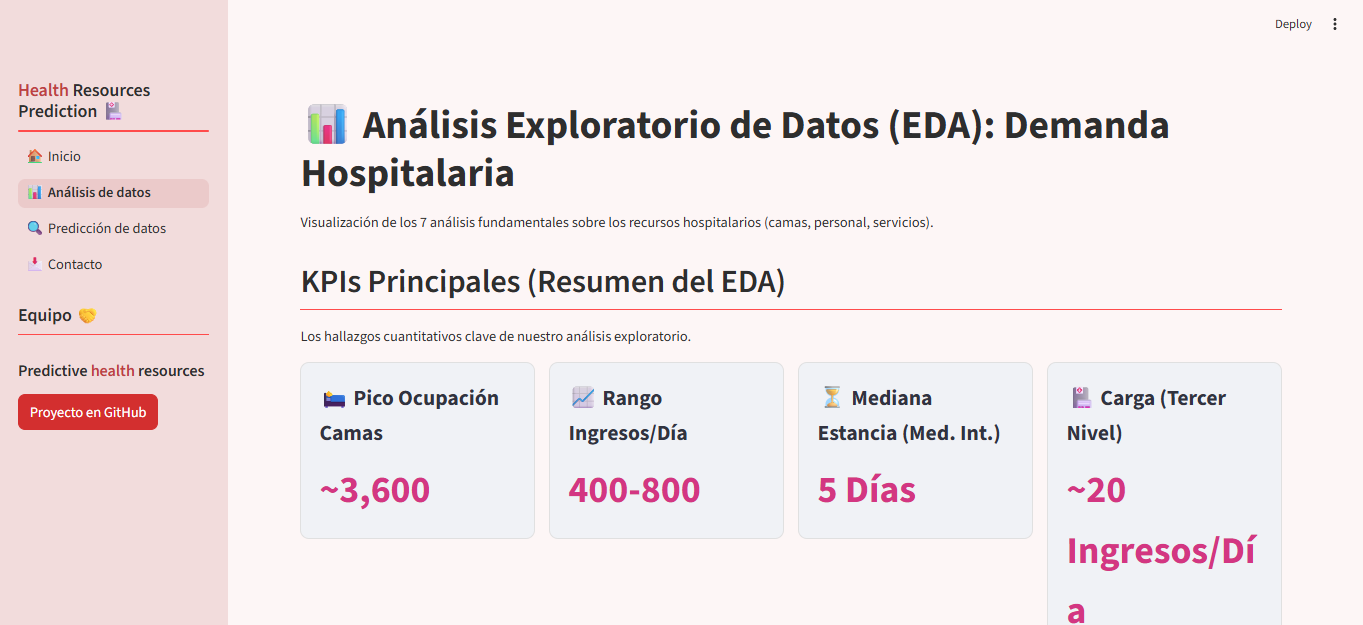 Deploy
Health Resources
Prediction
Inicio
Análisis de datos
Predicción de datos
Contacto
Equipo
Predictive health resources
Proyecto en GitHub
Análisis Exploratorio de Datos (EDA): Demanda
Hospitalaria
Visualización de los 7 análisis fundamentales sobre los recursos hospitalarios (camas, personal, servicios).
KPIs Principales (Resumen del EDA)
Los hallazgos cuantitativos clave de nuestro análisis exploratorio.
Pico Ocupación
Camas
~3,600
Rango
Ingresos/Día
400-800
Mediana
Estancia (Med. Int.)
5 Días
Carga (Tercer
Nivel)
~20
Ingresos/Dí
a